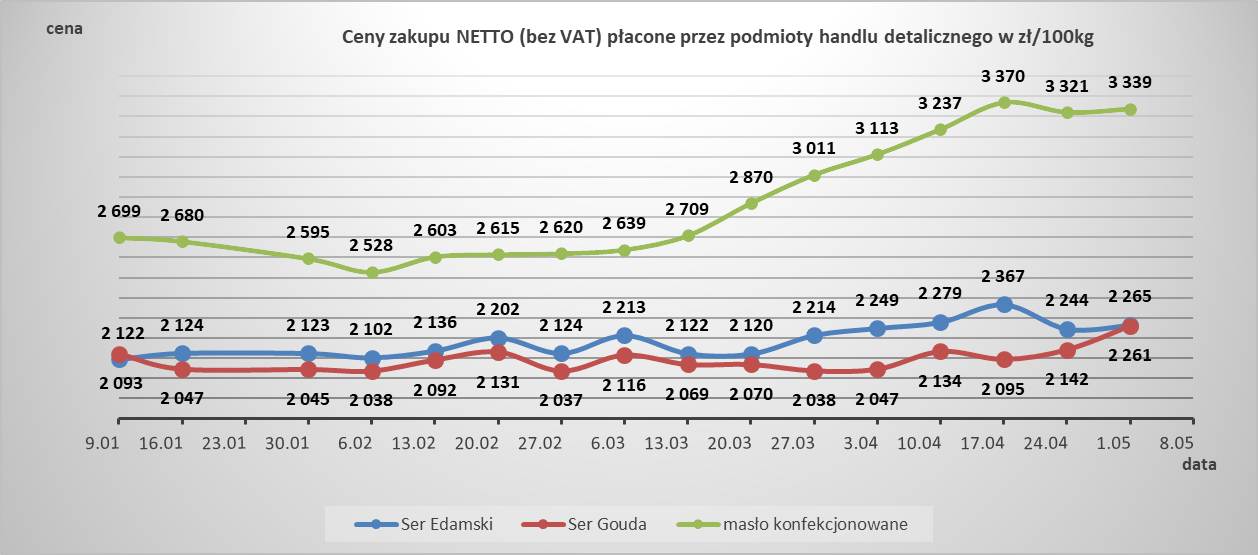 cena
Ceny zakupu NETTO (bez VAT) płacone przez podmioty handlu detalicznego w zł/100kg
2 699 2 680 2 595 2 528 2 603 2 615 2 620 2 639 2 709 2 870 3 011 3 113 3 237 3 370 3 321 3 339
2 122 2 124 2 123 2 102 2 136 2 202 2 124 2 213 2 122 2 120 2 214 2 249 2 279 2 367 2 244 2 265
2 093 2 047 2 045 2 038 2 092 2 131 2 037 2 116 2 069 2 070 2 038 2 047 2 134 2 095 2 142 2 261
9.01 16.01 23.01 30.01 6.02 13.02 20.02 27.02 6.03 13.03 20.03 27.03 3.04 10.04 17.04 24.04 1.05 8.05
data
Ser Edamski Ser Gouda masło konfekcjonowane